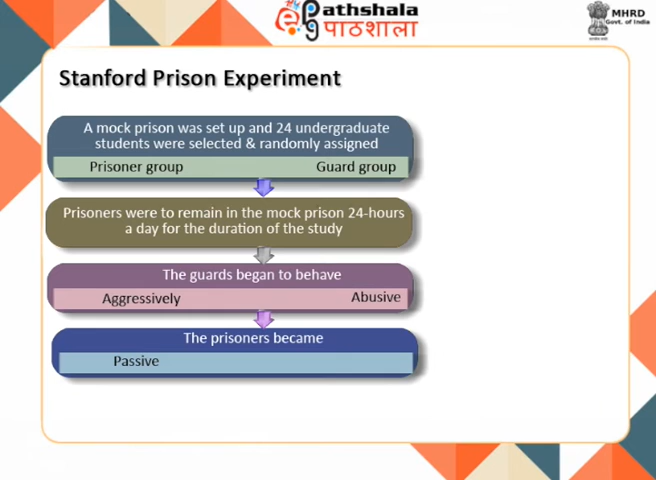 Pathshala
पाठशाला
MHRD
Govt. of India
Stanford Prison Experiment
A mock prison was set up and 24 undergraduate
students were selected & randomly assigned
Prisoner group Guard group
Prisoners were to remain in the mock prison 24-hours
a day for the duration of the study
The guards began to behave
Aggressively Abusive
The prisoners became
Passive